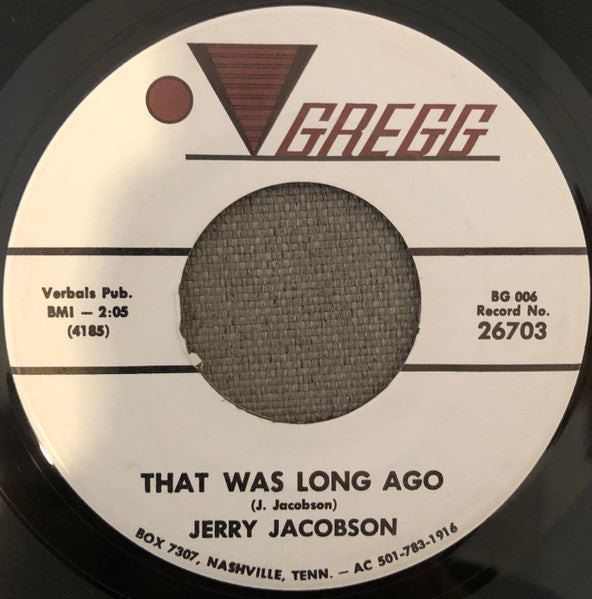 GREGG
Verbals Pub.
BMI — 2:05
(4185)
BG 006
Record No.
26703
THAT WAS LONG AGO
(J. Jacobson)
JERRY JACOBSON
BOX 7307, NASHVILLE, TENN. — AC 501-783-1916